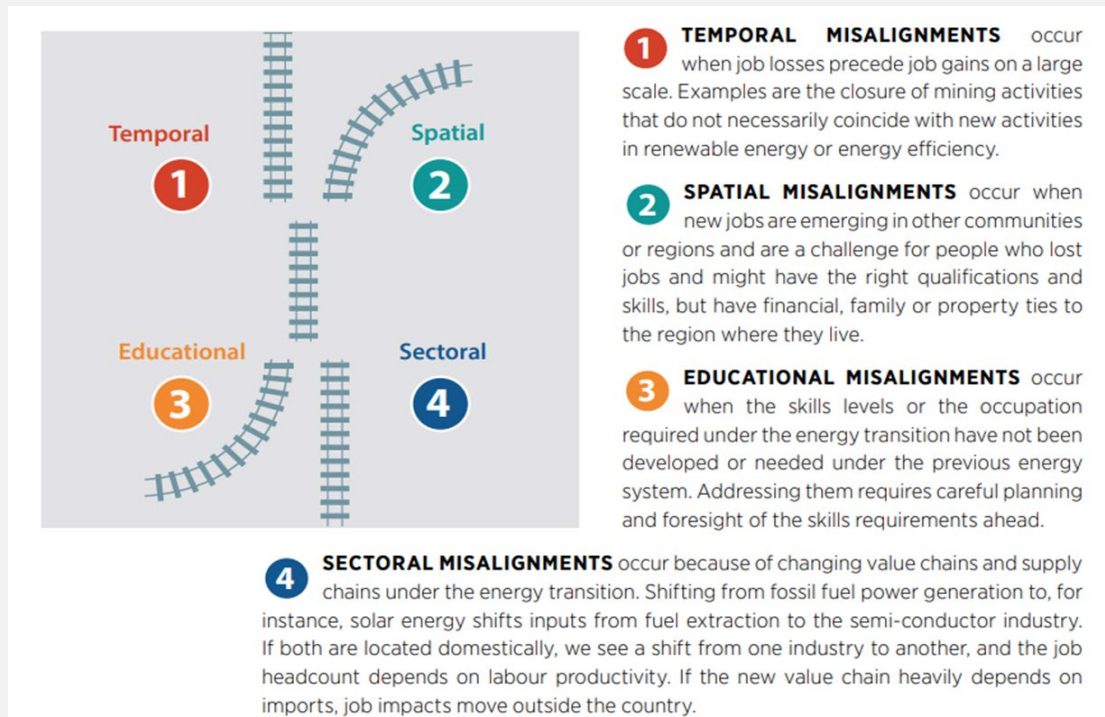 Temporal
1
Spatial
2
Educational
3
Sectoral
4
1 TEMPORAL MISALIGNMENTS occur
when job losses precede job gains on a large
scale. Examples are the closure of mining activities
that do not necessarily coincide with new activities
in renewable energy or energy efficiency.
2 SPATIAL MISALIGNMENTS occur when
new jobs are emerging in other communities
or regions and are a challenge for people who lost
jobs and might have the right qualifications and
skills, but have financial, family or property ties to
the region where they live.
3 EDUCATIONAL MISALIGNMENTS occur
when the skills levels or the occupation
required under the energy transition have not been
developed or needed under the previous energy
system. Addressing them requires careful planning
and foresight of the skills requirements ahead.
4 SECTORAL MISALIGNMENTS occur because of changing value chains and supply
chains under the energy transition. Shifting from fossil fuel power generation to, for
instance, solar energy shifts inputs from fuel extraction to the semi-conductor industry.
If both are located domestically, we see a shift from one industry to another, and the job
headcount depends on labour productivity. If the new value chain heavily depends on
imports, job impacts move outside the country.